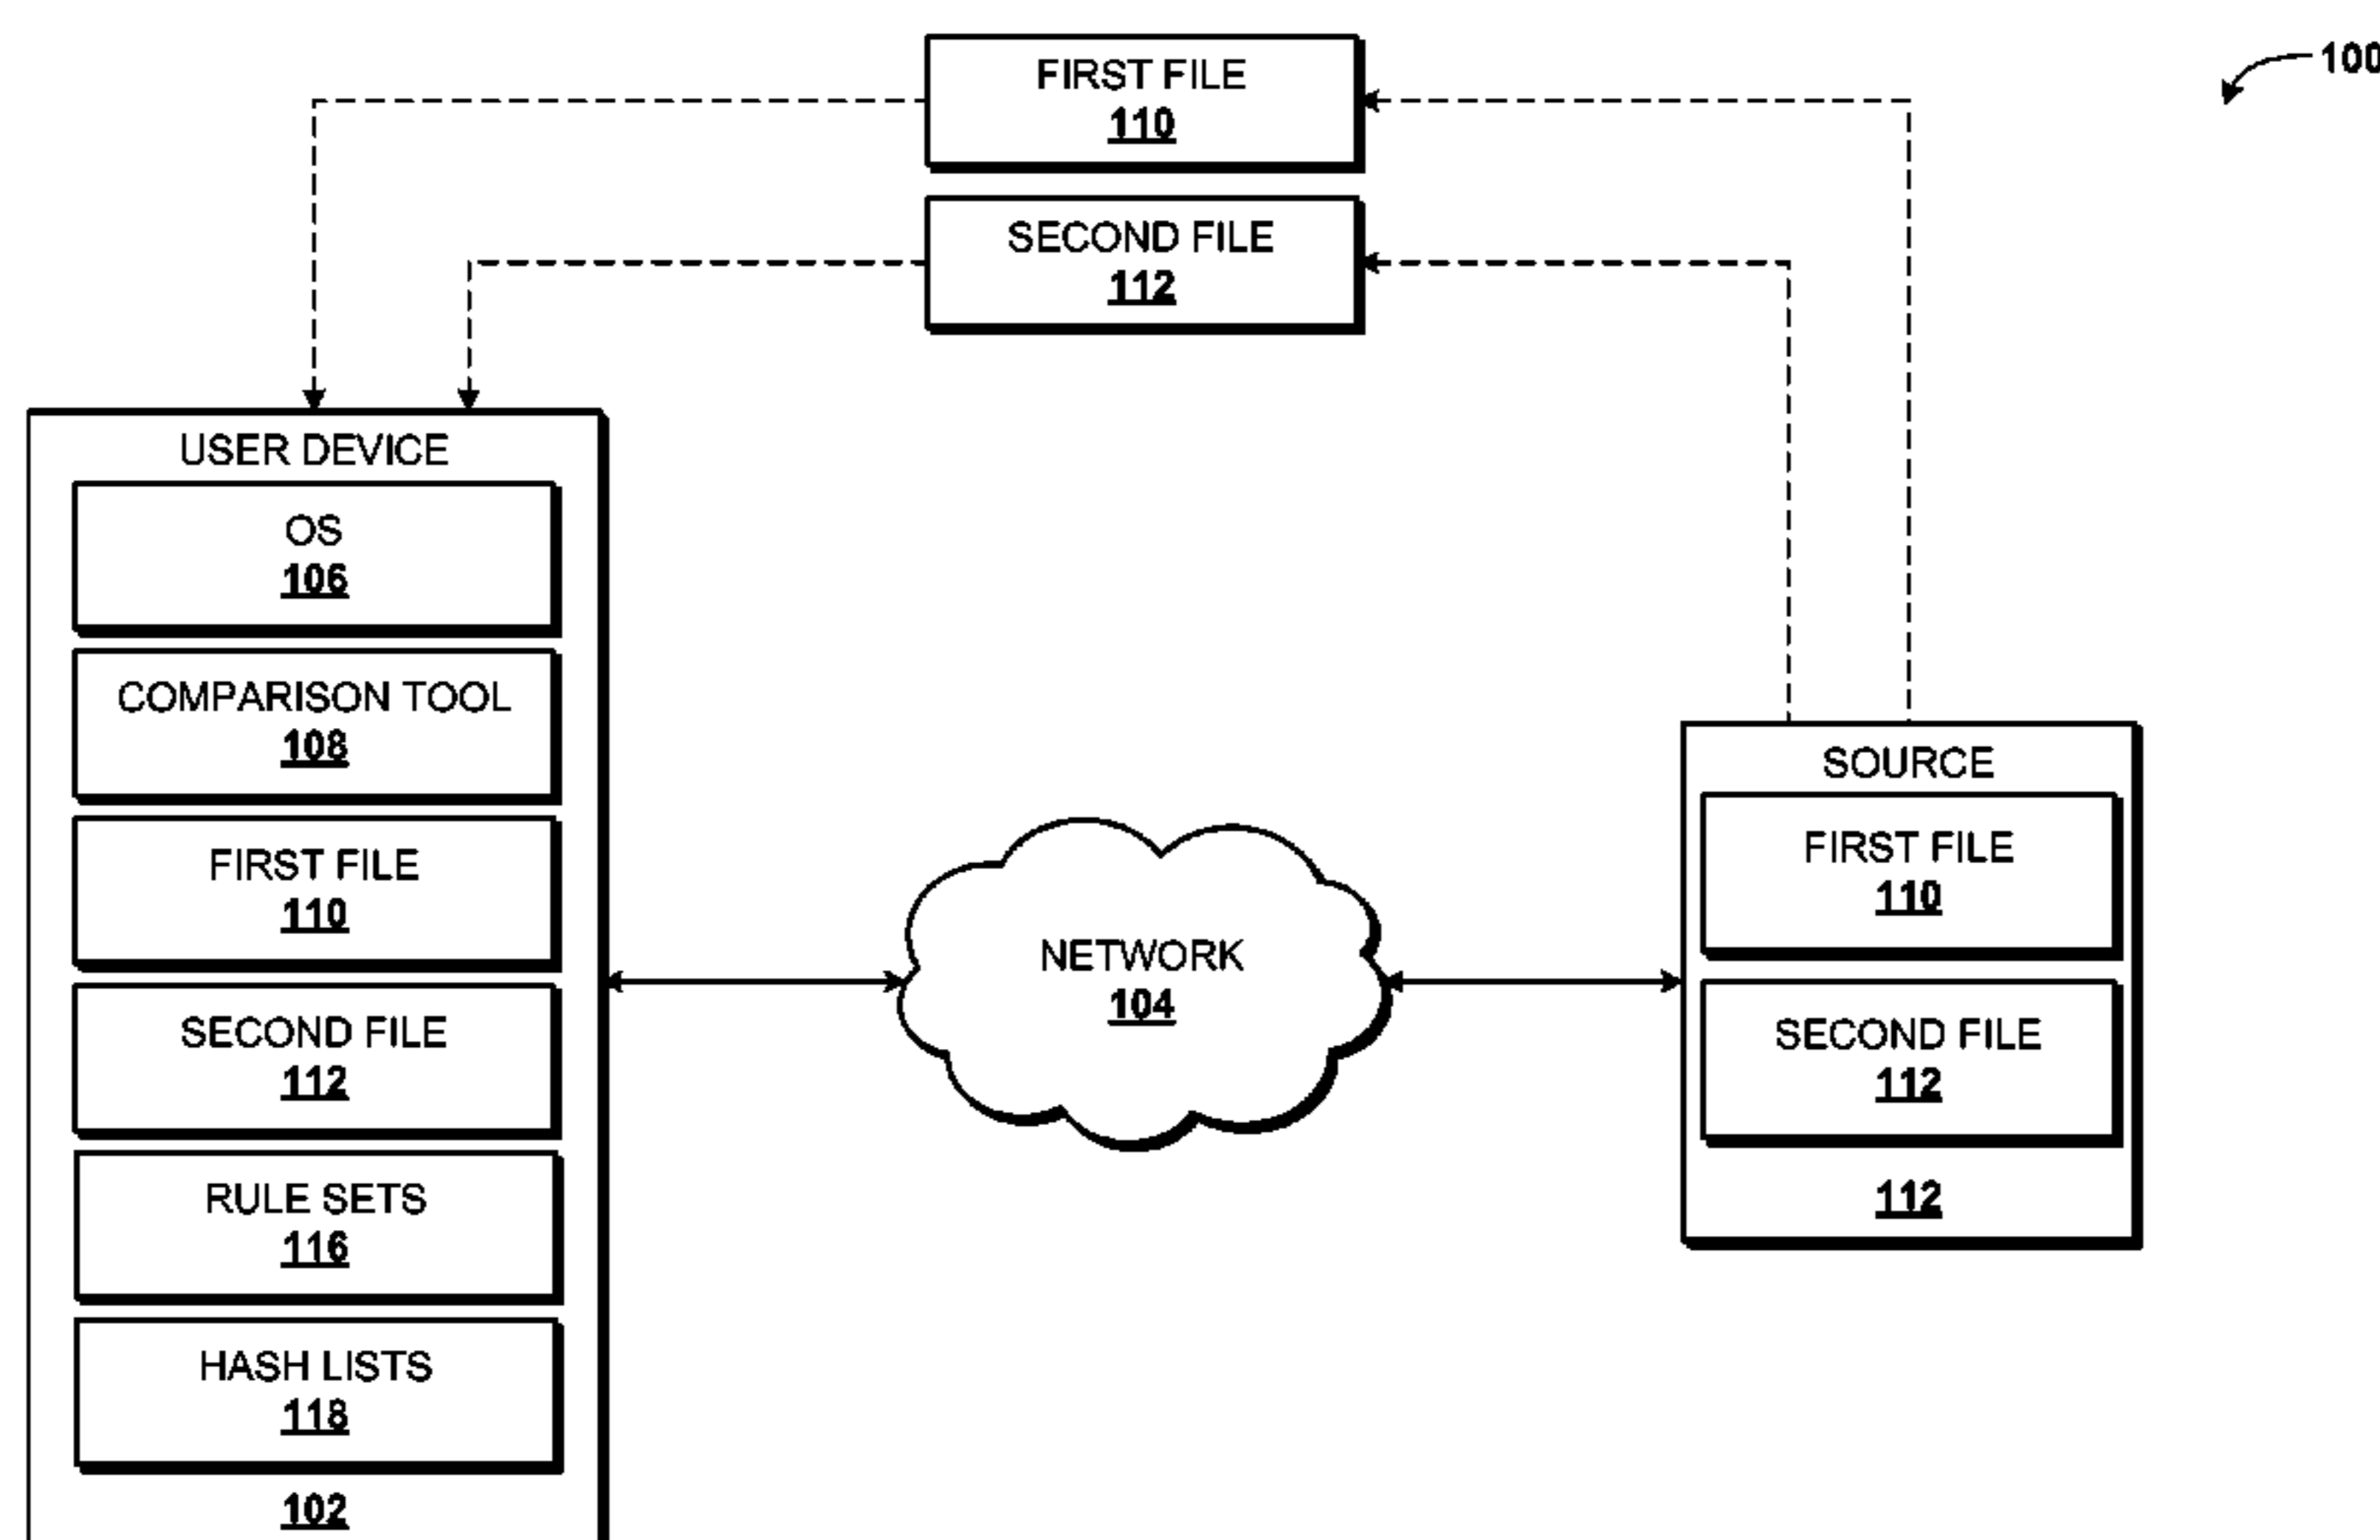 100
FIRST FILE
110
SECOND FILE
112
USER DEVICE
OS
106
COMPARISON TOOL
108
FIRST FILE
110
SECOND FILE
112
RULE SETS
116
HASH LISTS
118
102
NETWORK
104
SOURCE
FIRST FILE
110
SECOND FILE
112
112